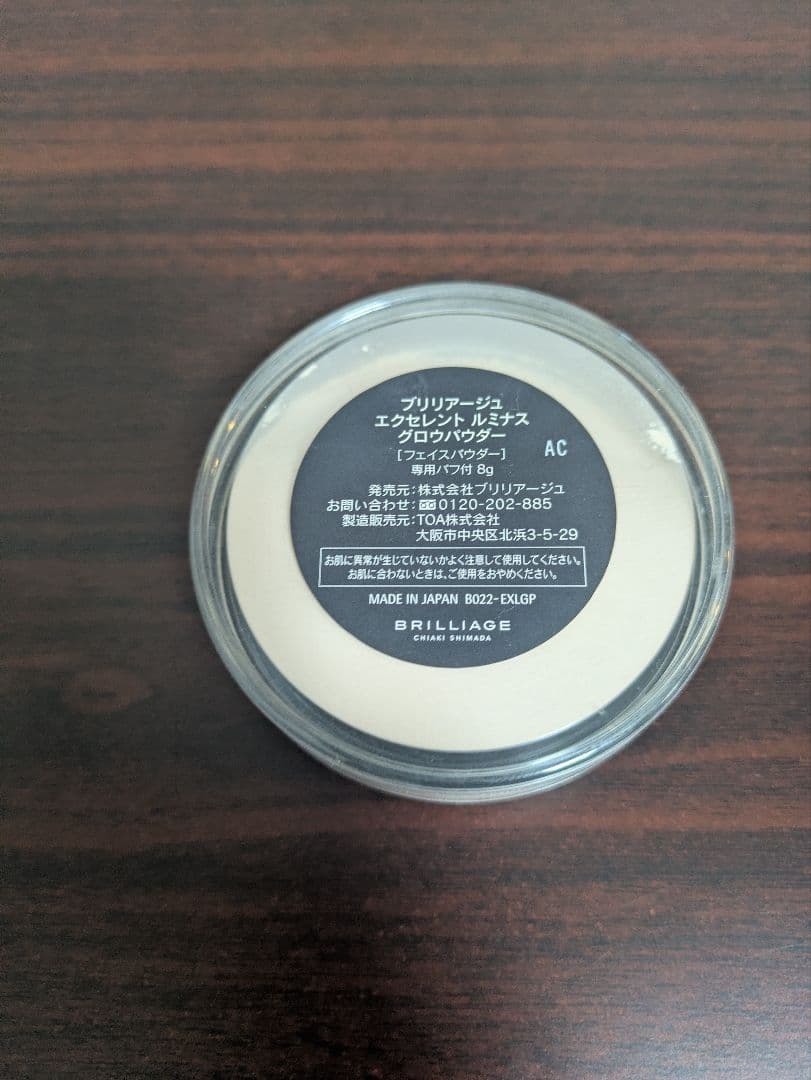 ブリリアージュ
エクセレント ルミナス
グロウパウダー
AC
[フェイスパウダー]
専用パフ付 8g
発売元:株式会社ブリリアージュ
お問い合わせ:0120-202-885
製造販売元:TOA株式会社
大阪市中央区北浜3-5-29
お肌に異常が生じていないかよく注意して使用してください。
お肌に合わないときは、ご使用をおやめください。
MADE IN JAPAN B022-EXLGP
BRILLIAGE
CHIAKI SHIMADA